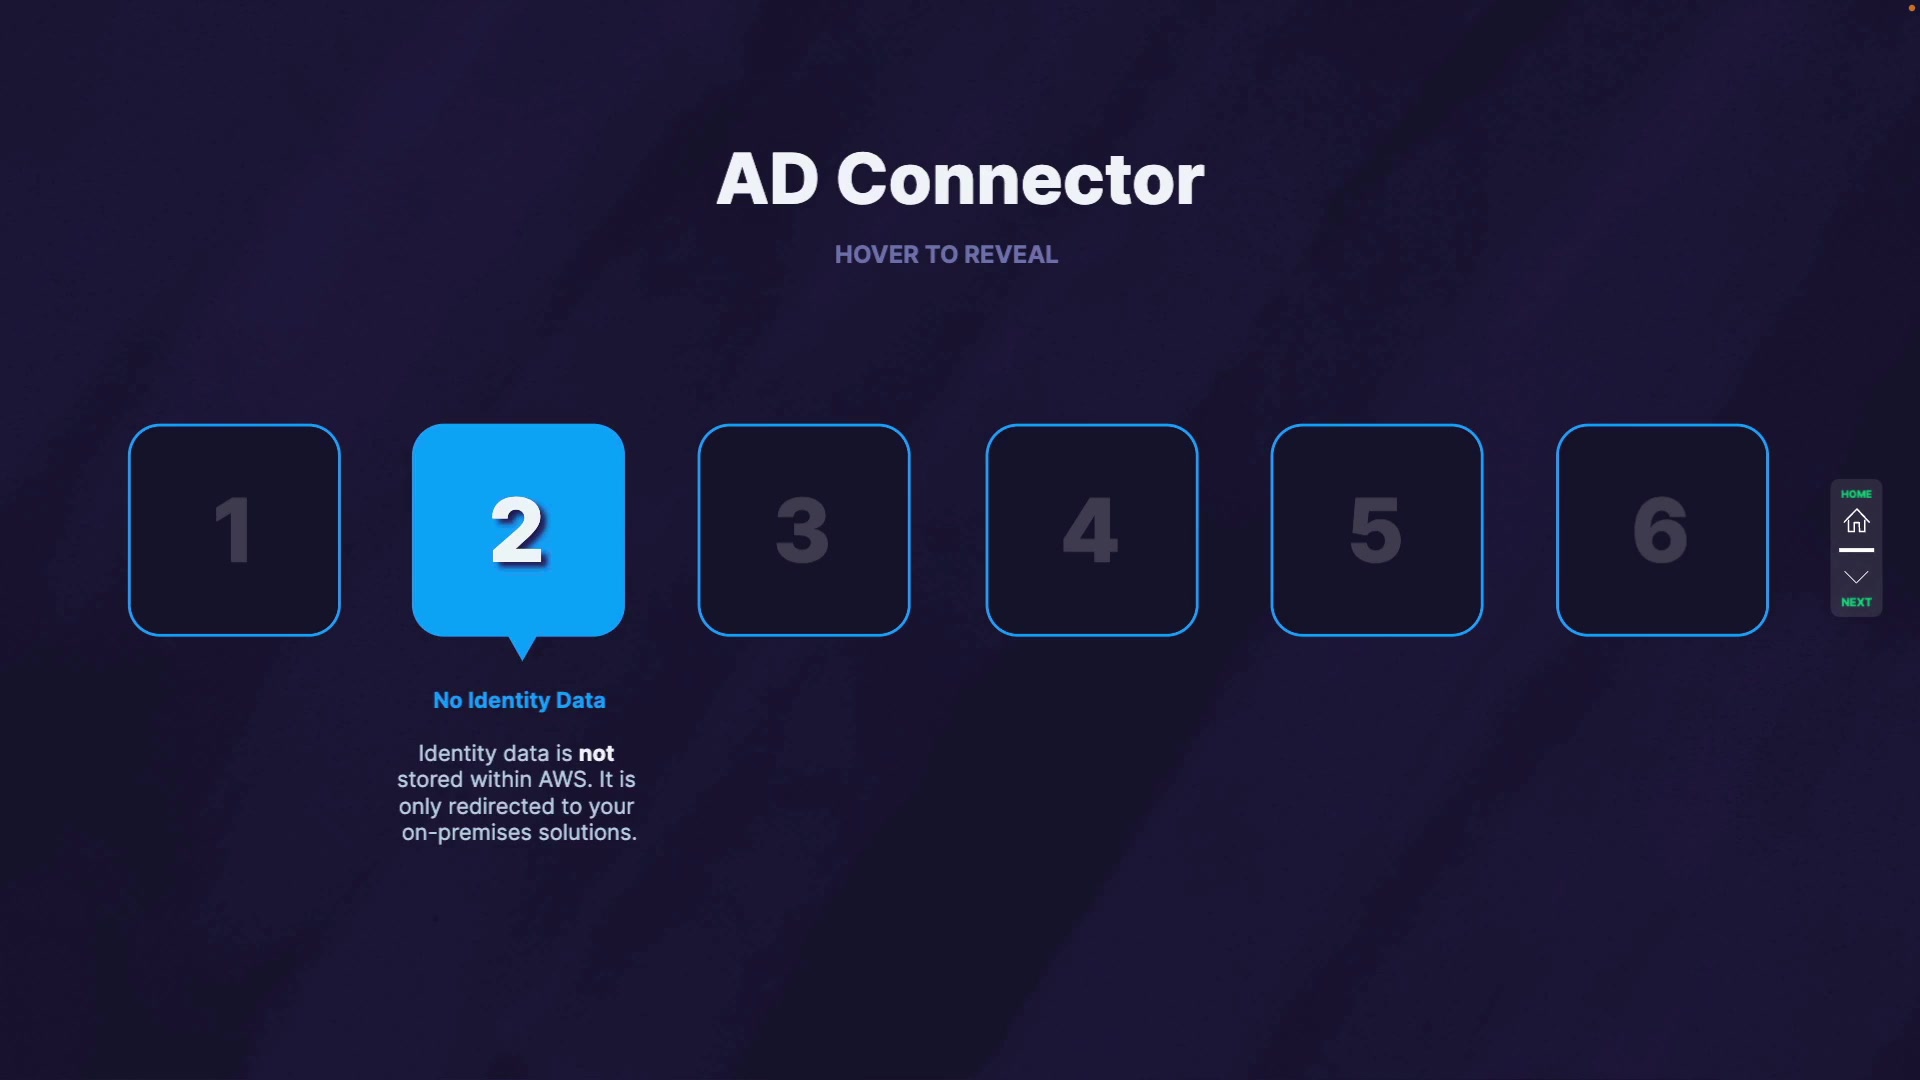 AD Connector
HOVER TO REVEAL
1
2
3
4
5
6
No Identity Data
Identity data is not
stored within AWS. It is
only redirected to your
on-premises solutions.
HOME
NEXT